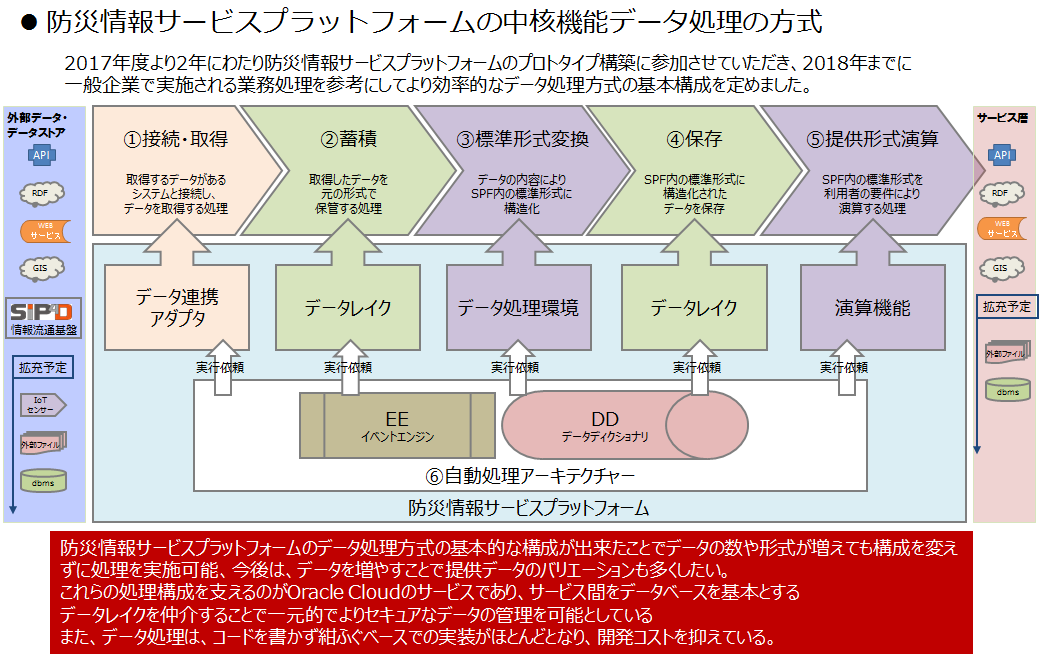 ● 防災情報サービスプラットフォームの中核機能データ処理の方式
2017年度より2年にわたり防災情報サービスプラットフォームのプロトタイプ構築に参加させていただき、2018年までに
一般企業で実施される業務処理を参考にしてより効率的なデータ処理方式の基本構成を定めました。
外部データ・
データストア
API
RDF
WEB
サービス
GIS
SIP4D
情報流通基盤
拡充予定
IoT
センサー
外部ファイル
dbms
①接続・取得
取得するデータがある
システムと接続し、
データを取得する処理
②蓄積
取得したデータを
元の形式で
保管する処理
③標準形式変換
データの内容により
SPF内の標準形式に
構造化
④保存
SPF内の標準形式に
構造化された
データを保存
⑤提供形式演算
SPF内の標準形式を
利用者の要件により
演算する処理
データ連携
アダプタ
データレイク
データ処理環境
データレイク
演算機能
実行依頼
実行依頼
実行依頼
実行依頼
実行依頼
EE
イベントエンジン
DD
データディクショナリ
⑥自動処理アーキテクチャー
防災情報サービスプラットフォーム
サービス層
API
RDF
WEB
サービス
GIS
拡充予定
外部ファイル
dbms
防災情報サービスプラットフォームのデータ処理方式の基本的な構成が出来たことでデータの数や形式が増えても構成を変え
ずに処理を実施可能、今後は、データを増やすことで提供データのバリエーションも多くしたい。
これらの処理構成を支えるのがOracle Cloudのサービスであり、サービス間をデータベースを基本とする
データレイクを仲介することで一元的でよりセキュアなデータの管理を可能としている
また、データ処理は、コードを書かず紺ふぐベースでの実装がほとんどとなり、開発コストを抑えている。